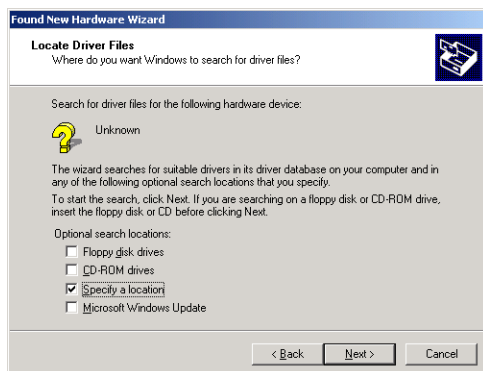 Found New Hardware Wizard
Locate Driver Files
Where do you want Windows to search for driver files?
Search for driver files for the following hardware device:
Unknown
The wizard searches for suitable drivers in its driver database on your computer and in
any of the following optional search locations that you specify.
To start the search, click Next. If you are searching on a floppy disk or CD-ROM drive,
insert the floppy disk or CD before clicking Next.
Optional search locations:
Floppy disk drives
CD-ROM drives
Specify a location
Microsoft Windows Update
< Back Next > Cancel